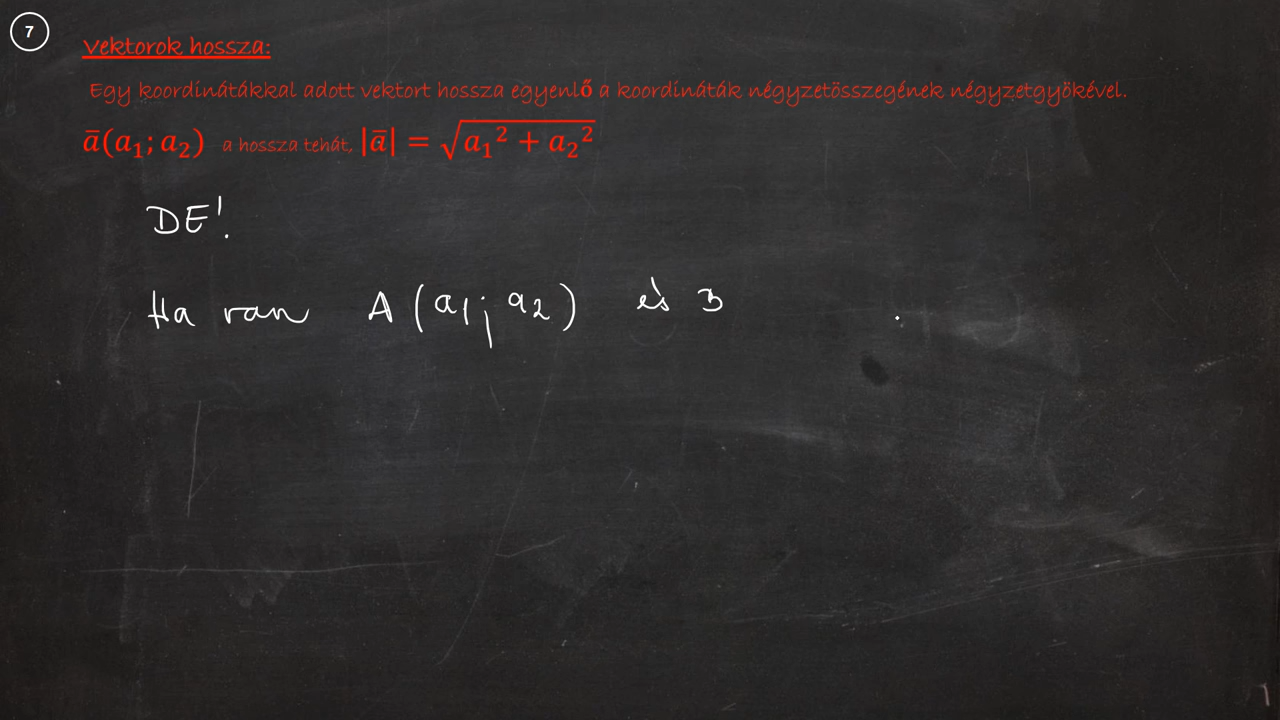 7
Vektorok hossza:
Egy koordinátákkal adott vektort hossza egyenlő a koordináták négyzetösszegének négyzetgyökével.
a̅(a₁; a₂) a hossza tehát, |a̅| = √(a₁² + a₂²)
DE!
Ha van A (a₁; a₂) és B